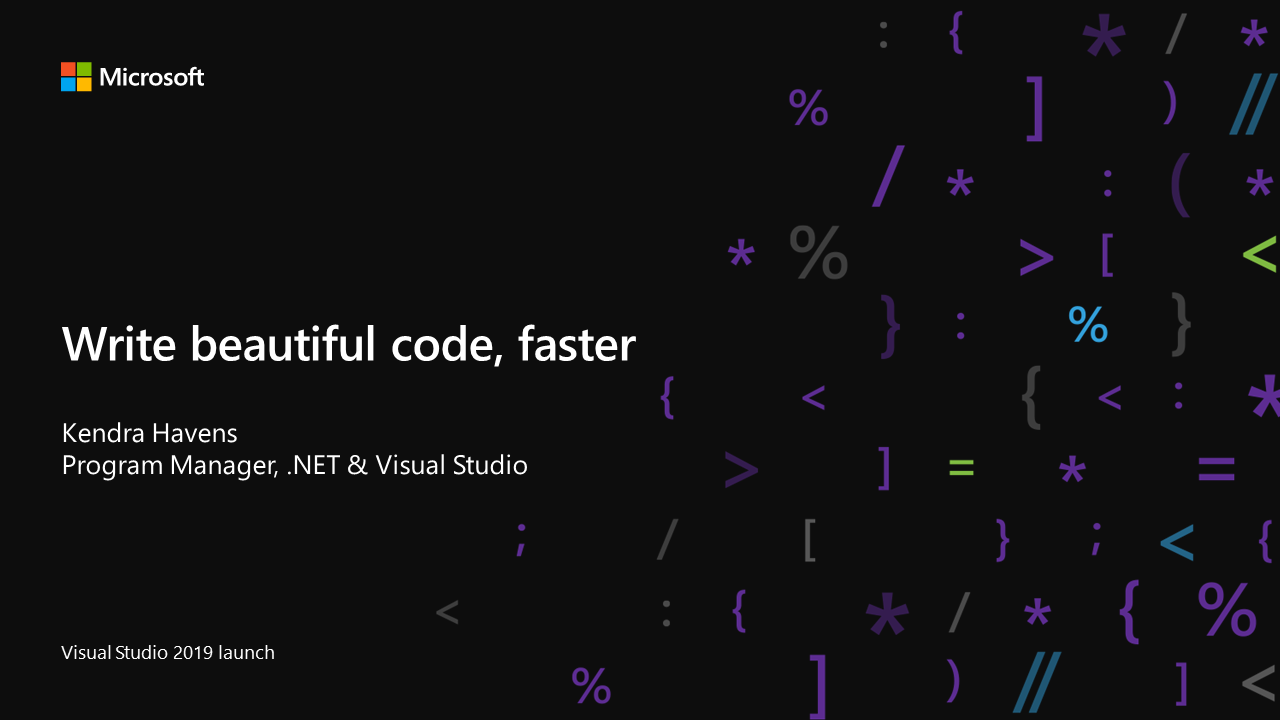 Microsoft
Write beautiful code, faster
Kendra Havens
Program Manager, .NET & Visual Studio
Visual Studio 2019 launch
: { * / *
% ] ) //
/ * : ( *
* % > [ <
} : % }
{ < { < : *
> ] = * =
; / [ } ; < {
< : { * / * { %
% ] ) // ] <